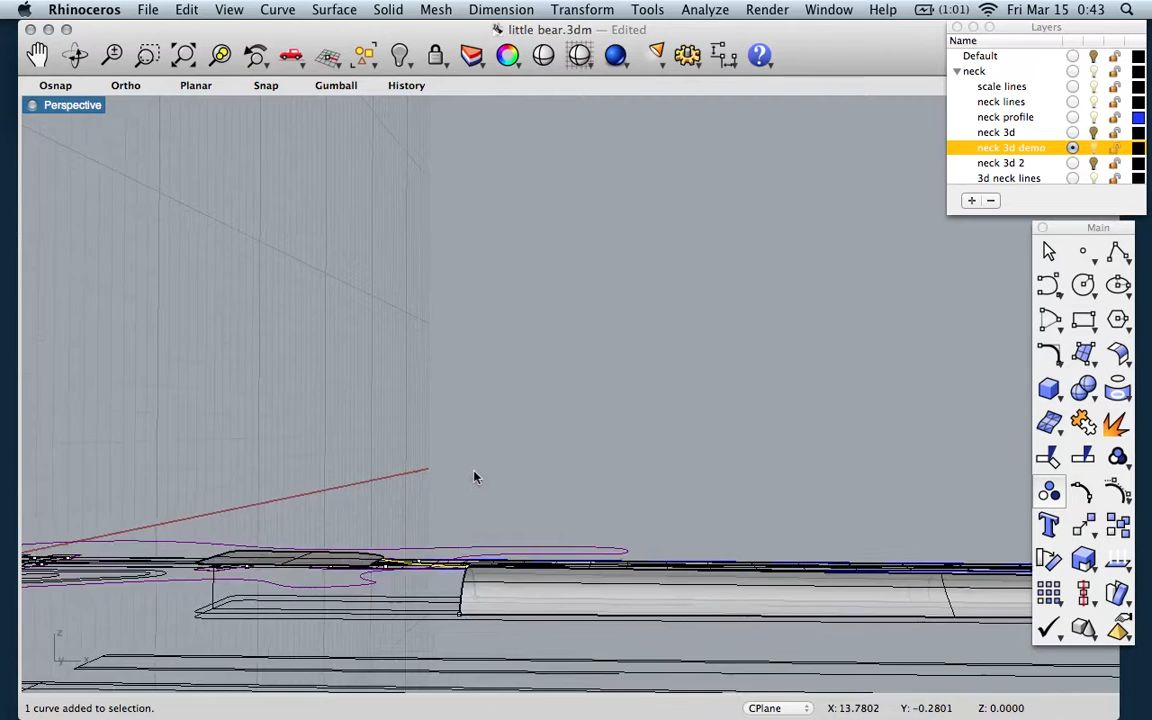 Rhinoceros File Edit View Curve Surface Solid Mesh Dimension Transform Tools Analyze Render Window Help (1:01) Fri Mar 15 0:43
little bear.3dm — Edited
Layers
Name
Default
neck
scale lines
neck lines
neck profile
neck 3d
neck 3d demo
neck 3d 2
3d neck lines
Osnap Ortho Planar Snap Gumball History
Perspective
Main
z
y x
1 curve added to selection. CPlane X: 13.7802 Y: -0.2801 Z: 0.0000